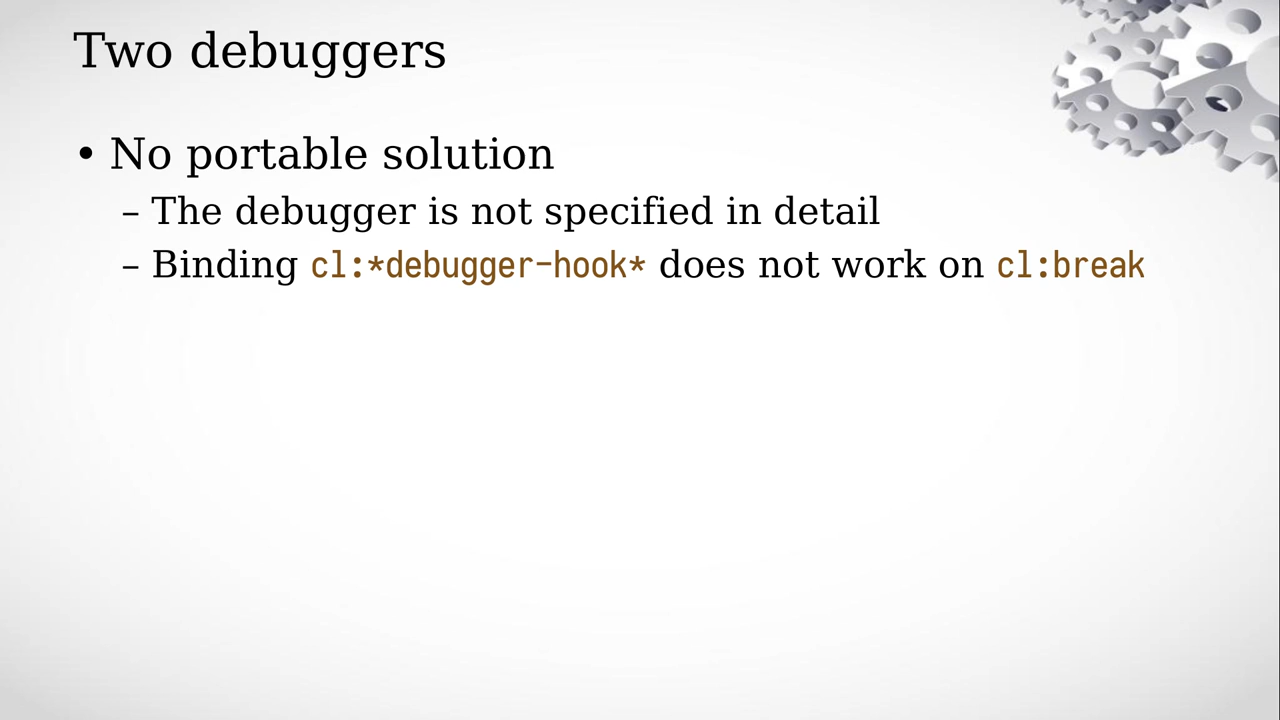 Two debuggers
• No portable solution
– The debugger is not specified in detail
– Binding cl:*debugger-hook* does not work on cl:break